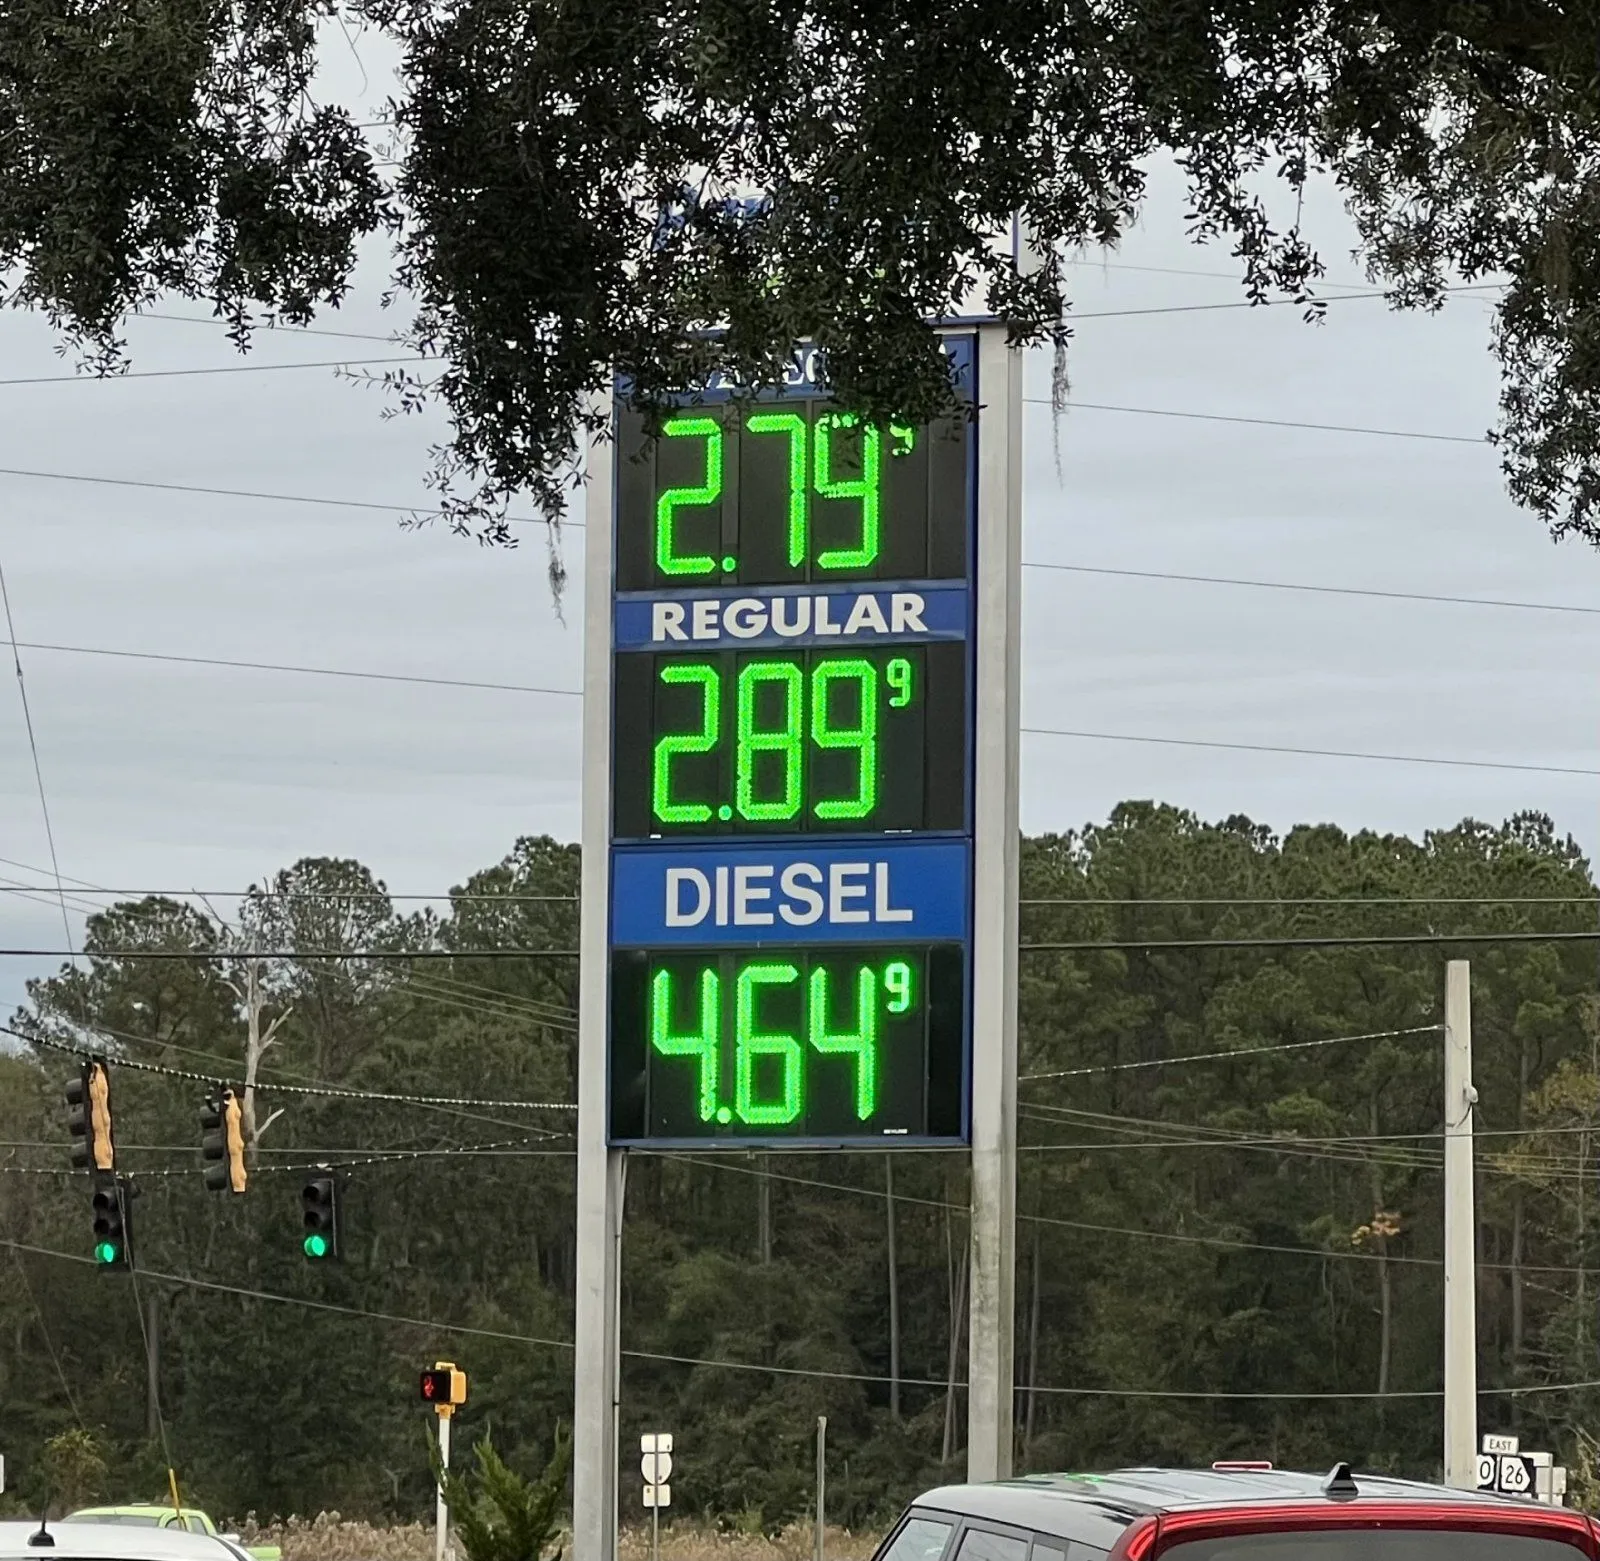 2.79⁹
REGULAR
2.89⁹
DIESEL
4.64⁹
EAST
26